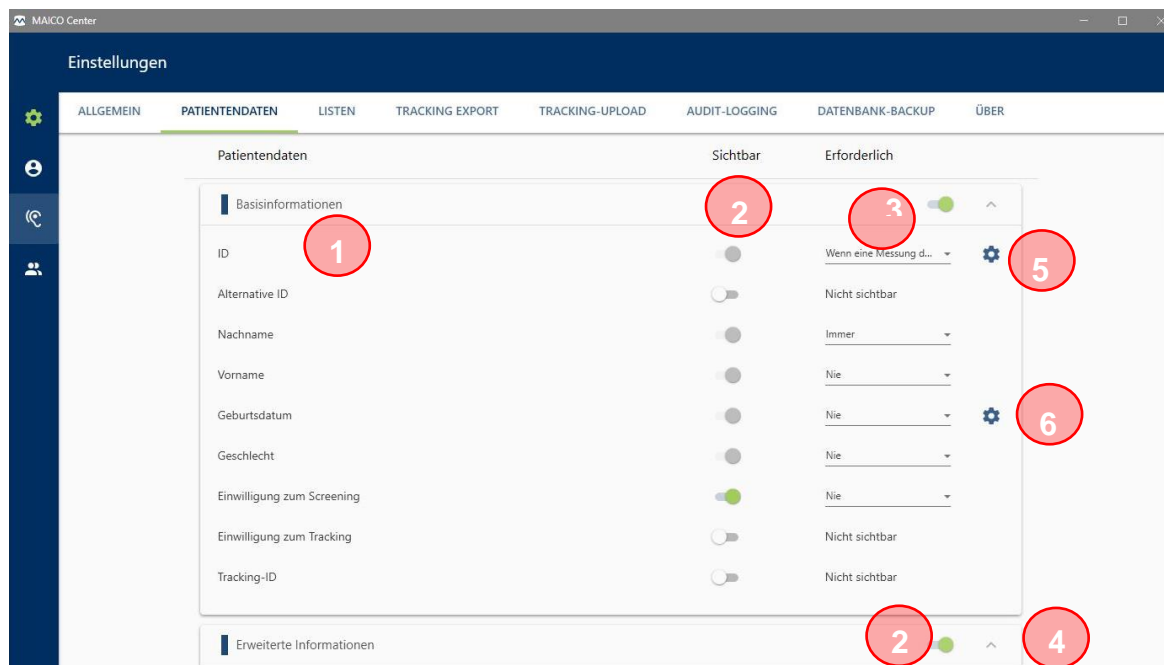 MAICO Center
Einstellungen
ALLGEMEIN PATIENTENDATEN LISTEN TRACKING EXPORT TRACKING-UPLOAD AUDIT-LOGGING DATENBANK-BACKUP ÜBER
Patientendaten Sichtbar Erforderlich
Basisinformationen 2 3
1
ID Wenn eine Messung d... 5
Alternative ID Nicht sichtbar
Nachname Immer
Vorname Nie
Geburtsdatum Nie 6
Geschlecht Nie
Einwilligung zum Screening Nie
Einwilligung zum Tracking Nicht sichtbar
Tracking-ID Nicht sichtbar
Erweiterte Informationen 2 4